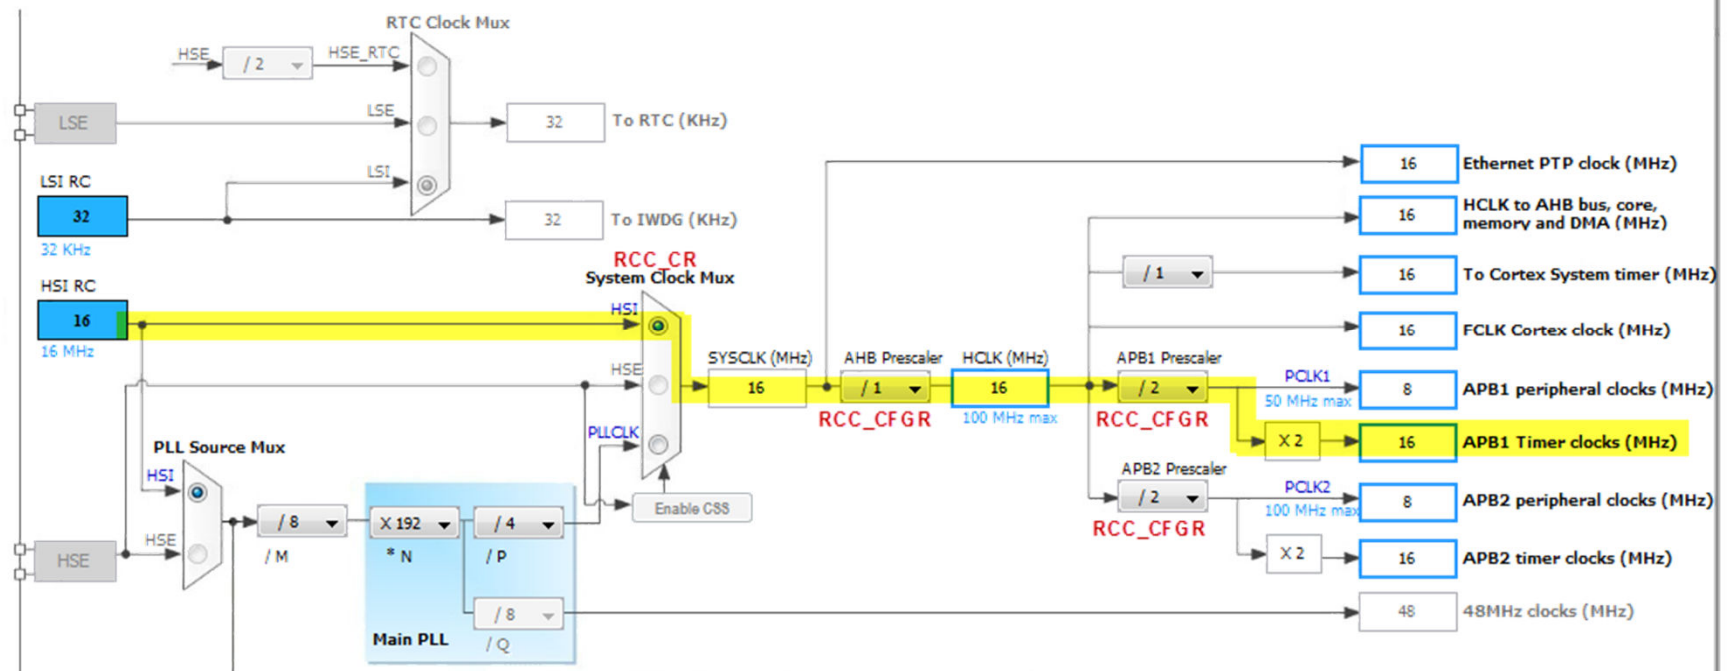 RTC Clock Mux
HSE
/ 2
HSE_RTC
LSE
LSE
32
To RTC (KHz)
LSI RC
32
32 KHz
LSI
32
To IWDG (KHz)
HSI RC
16
16 MHz
RCC_CR
System Clock Mux
HSI
HSE
PLLCLK
Enable CSS
SYSCLK (MHz)
16
AHB Prescaler
/ 1
RCC_CFGR
HCLK (MHz)
16
100 MHz max
16
Ethernet PTP clock (MHz)
16
HCLK to AHB bus, core,
memory and DMA (MHz)
/ 1
16
To Cortex System timer (MHz)
16
FCLK Cortex clock (MHz)
APB1 Prescaler
/ 2
RCC_CFGR
PCLK1
50 MHz max
8
APB1 peripheral clocks (MHz)
X 2
16
APB1 Timer clocks (MHz)
APB2 Prescaler
/ 2
RCC_CFGR
PCLK2
100 MHz max
8
APB2 peripheral clocks (MHz)
X 2
16
APB2 timer clocks (MHz)
PLL Source Mux
HSI
HSE
HSE
/ 8
/ M
X 192
* N
/ 4
/ P
/ 8
/ Q
Main PLL
48
48MHz clocks (MHz)